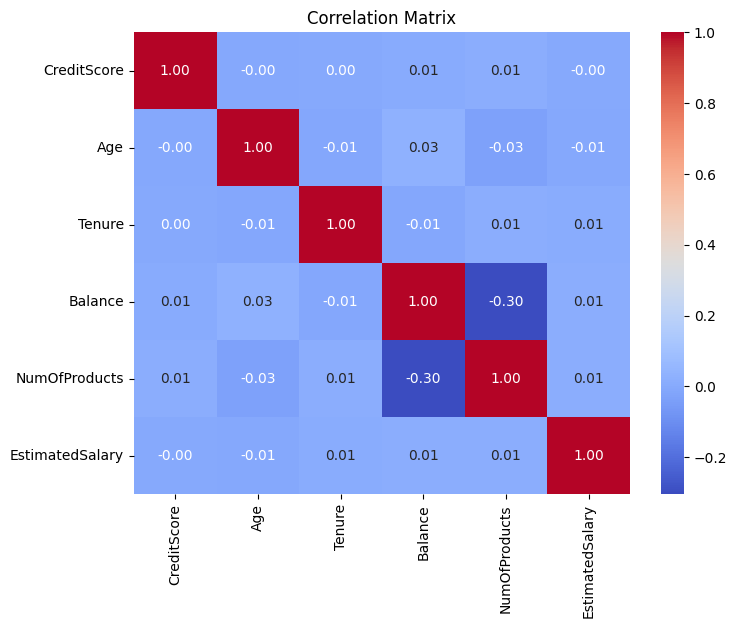 Correlation Matrix
CreditScore 1.00 -0.00 0.00 0.01 0.01 -0.00
Age -0.00 1.00 -0.01 0.03 -0.03 -0.01
Tenure 0.00 -0.01 1.00 -0.01 0.01 0.01
Balance 0.01 0.03 -0.01 1.00 -0.30 0.01
NumOfProducts 0.01 -0.03 0.01 -0.30 1.00 0.01
EstimatedSalary -0.00 -0.01 0.01 0.01 0.01 1.00
CreditScore
Age
Tenure
Balance
NumOfProducts
EstimatedSalary
1.0
0.8
0.6
0.4
0.2
0.0
−0.2